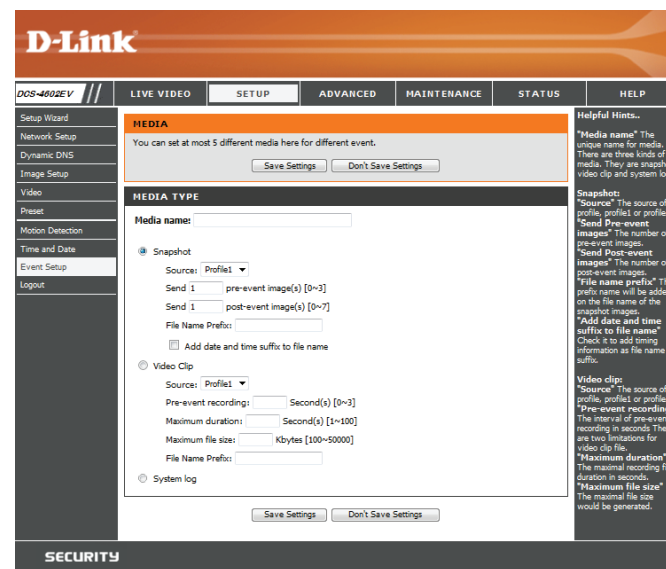 D-Link
DCS-4602EV // LIVE VIDEO SETUP ADVANCED MAINTENANCE STATUS HELP
Setup Wizard
Network Setup
Dynamic DNS
Image Setup
Video
Preset
Motion Detection
Time and Date
Event Setup
Logout
MEDIA
You can set at most 5 different media here for different event.
Save Settings Don't Save Settings
MEDIA TYPE
Media name:
Snapshot
Source: Profile1
Send 1 pre-event image(s) [0~3]
Send 1 post-event image(s) [0~7]
File Name Prefix:
Add date and time suffix to file name
Video Clip
Source: Profile1
Pre-event recording: Second(s) [0~3]
Maximum duration: Second(s) [1~100]
Maximum file size: Kbytes [100~50000]
File Name Prefix:
System log
Save Settings Don't Save Settings
Helpful Hints..
"Media name" The
unique name for media.
There are three kinds of
media. They are snapsh
video clip and system lo
Snapshot:
"Source" The source of
profile, profile1 or profile
"Send Pre-event
images" The number o
pre-event images.
"Send Post-event
images" The number o
post-event images.
"File name prefix" Th
prefix name will be adde
on the file name of the
snapshot images.
"Add date and time
suffix to file name"
Check it to add timing
information as file name
suffix.
Video clip:
"Source" The source of
profile, profile1 or profile
"Pre-event recordin
The interval of pre-even
recording in seconds The
are two limitations for
video clip file.
"Maximum duration"
The maximal recording fi
duration in seconds.
"Maximum file size"
The maximal file size
would be generated.
SECURITY